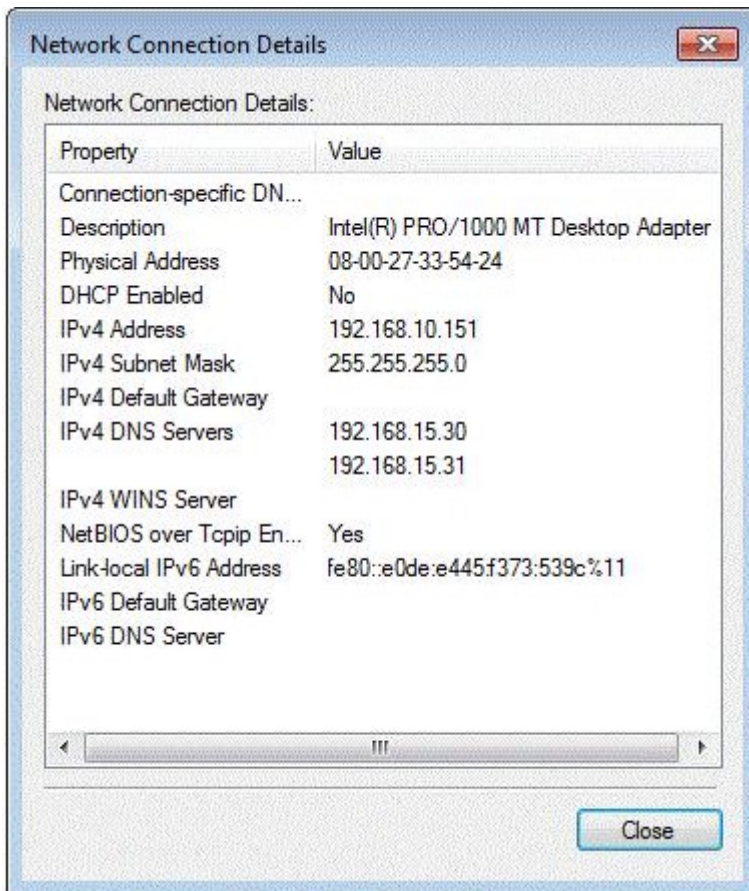 Network Connection Details
Network Connection Details:
Property Value
Connection-specific DN...
Description Intel(R) PRO/1000 MT Desktop Adapter
Physical Address 08-00-27-33-54-24
DHCP Enabled No
IPv4 Address 192.168.10.151
IPv4 Subnet Mask 255.255.255.0
IPv4 Default Gateway
IPv4 DNS Servers 192.168.15.30
192.168.15.31
IPv4 WINS Server
NetBIOS over Tcpip En... Yes
Link-local IPv6 Address fe80::e0de:e445:f373:539c%11
IPv6 Default Gateway
IPv6 DNS Server
Close